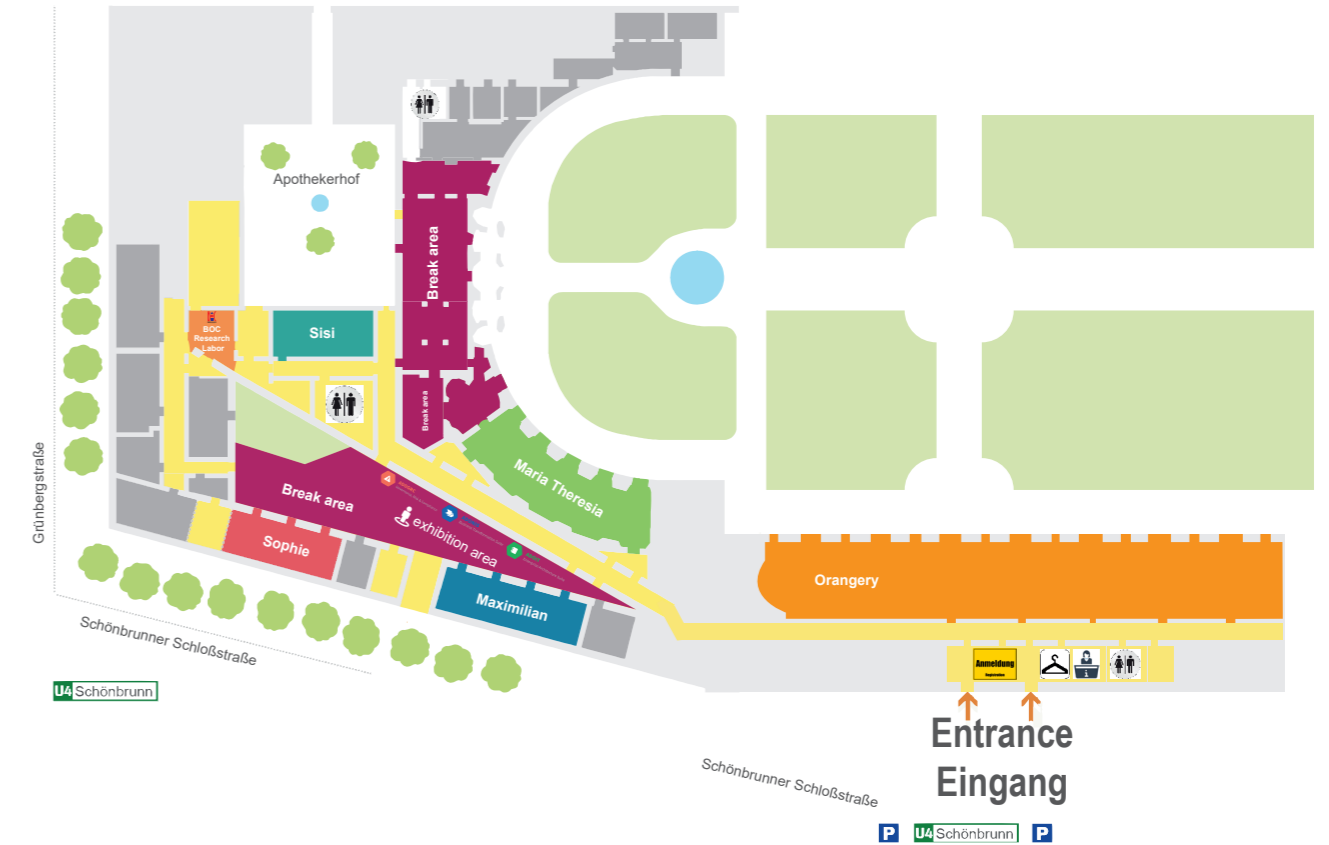 Apothekerhof
Break area
BOC
Research
Labor
Sisi
Break area
Maria Theresia
Grünbergstraße
Break area
exhibition area
Sophie
Maximilian
Orangery
Anmeldung
Registration
i
Schönbrunner Schloßstraße
U4 Schönbrunn
Entrance
Eingang
Schönbrunner Schloßstraße
P U4 Schönbrunn P